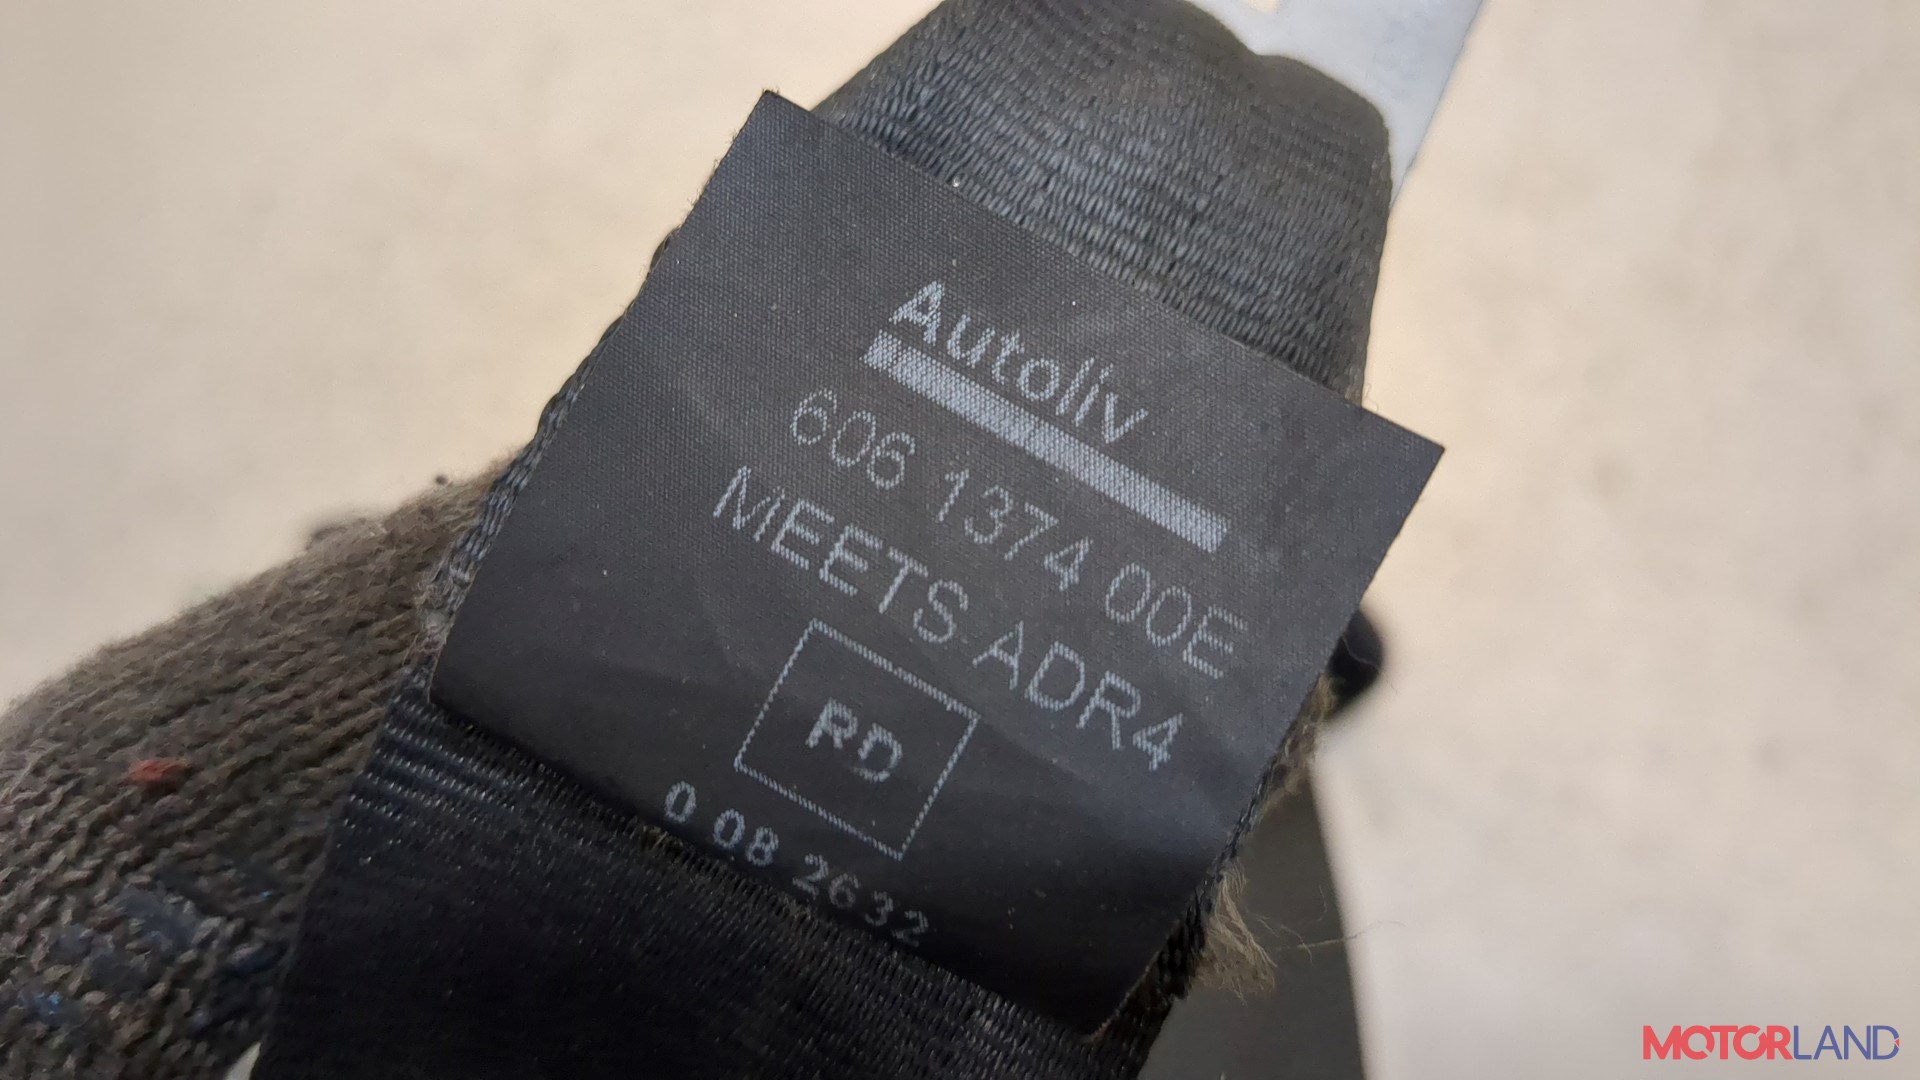 Autoliv
606 1374 00E
MEETS ADR4
RD
0 08 2632
MOTORLAND